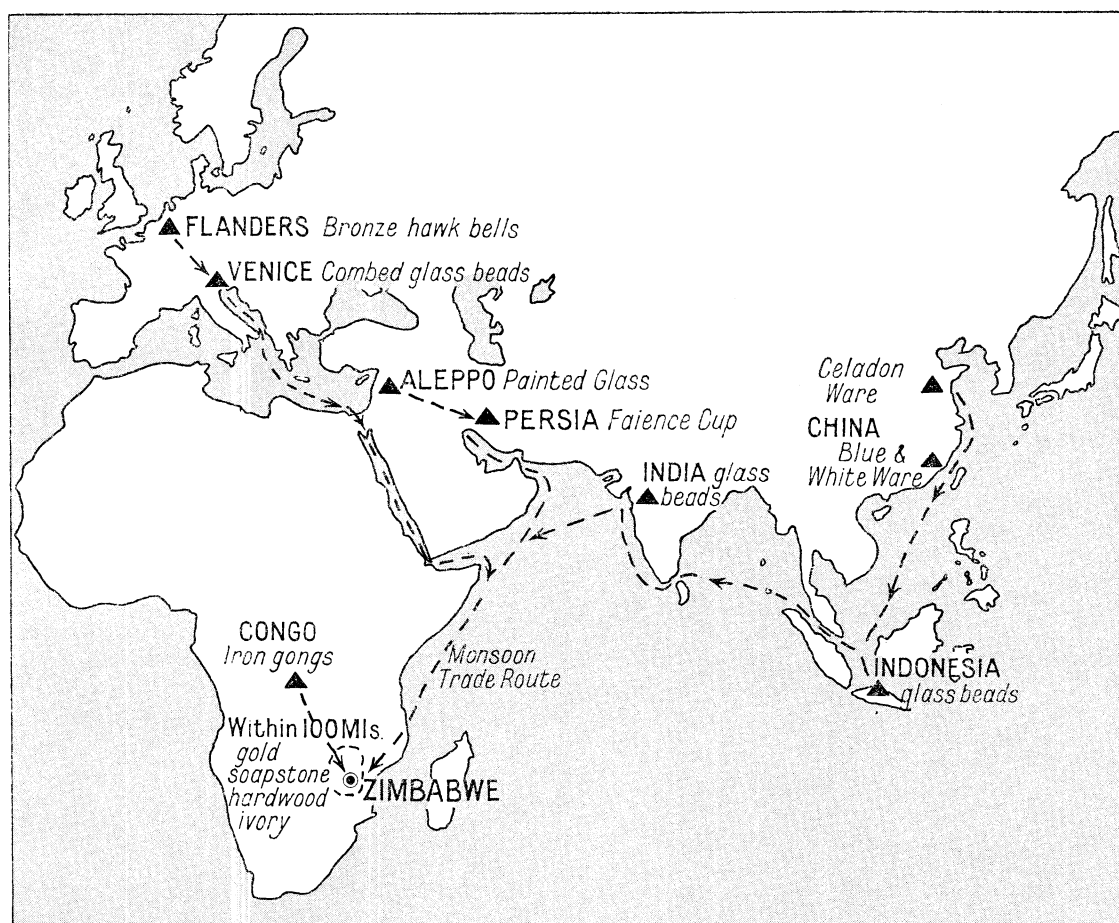 FLANDERS Bronze hawk bells
VENICE Combed glass beads
ALEPPO Painted Glass
PERSIA Faience Cup
Celadon
Ware
CHINA
Blue &
White Ware
INDIA glass
beads
INDONESIA
glass beads
CONGO
Iron gongs
Monsoon
Trade Route
Within 100 MIs.
gold
soapstone
hardwood
ivory
ZIMBABWE